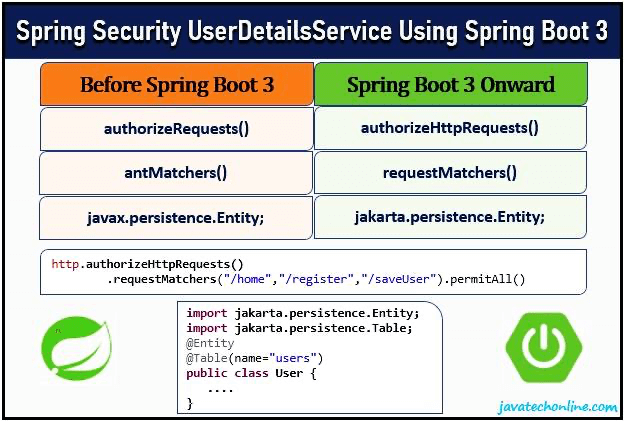 Spring Security UserDetailsService Using Spring Boot 3
Before Spring Boot 3
Spring Boot 3 Onward
authorizeRequests()
authorizeHttpRequests()
antMatchers()
requestMatchers()
javax.persistence.Entity;
jakarta.persistence.Entity;
http.authorizeHttpRequests()
.requestMatchers("/home","/register","/saveUser").permitAll()
import jakarta.persistence.Entity;
import jakarta.persistence.Table;
@Entity
@Table(name="users")
public class User {
....
}
javatechonline.com